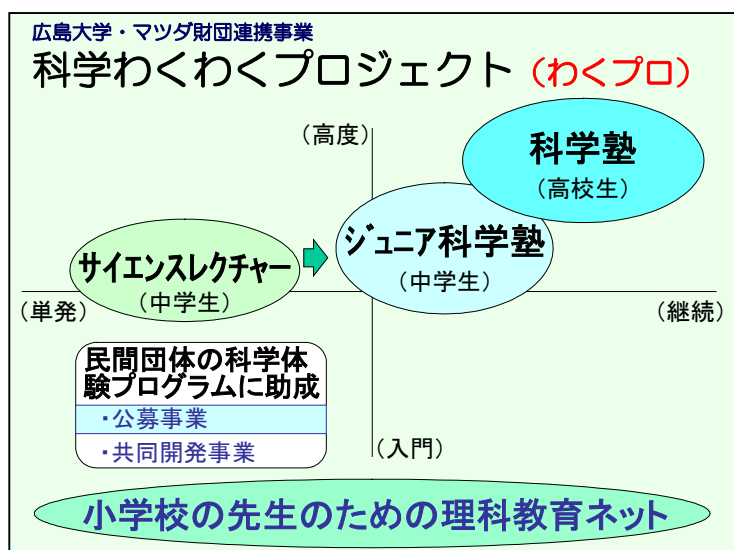 広島大学・マツダ財団連携事業
科学わくわくプロジェクト（わくプロ）
（高度）
科学塾
（高校生）
ジュニア科学塾
（中学生）
サイエンスレクチャー
（中学生）
（単発）
（継続）
民間団体の科学体
験プログラムに助成
・公募事業
・共同開発事業
（入門）
小学校の先生のための理科教育ネット